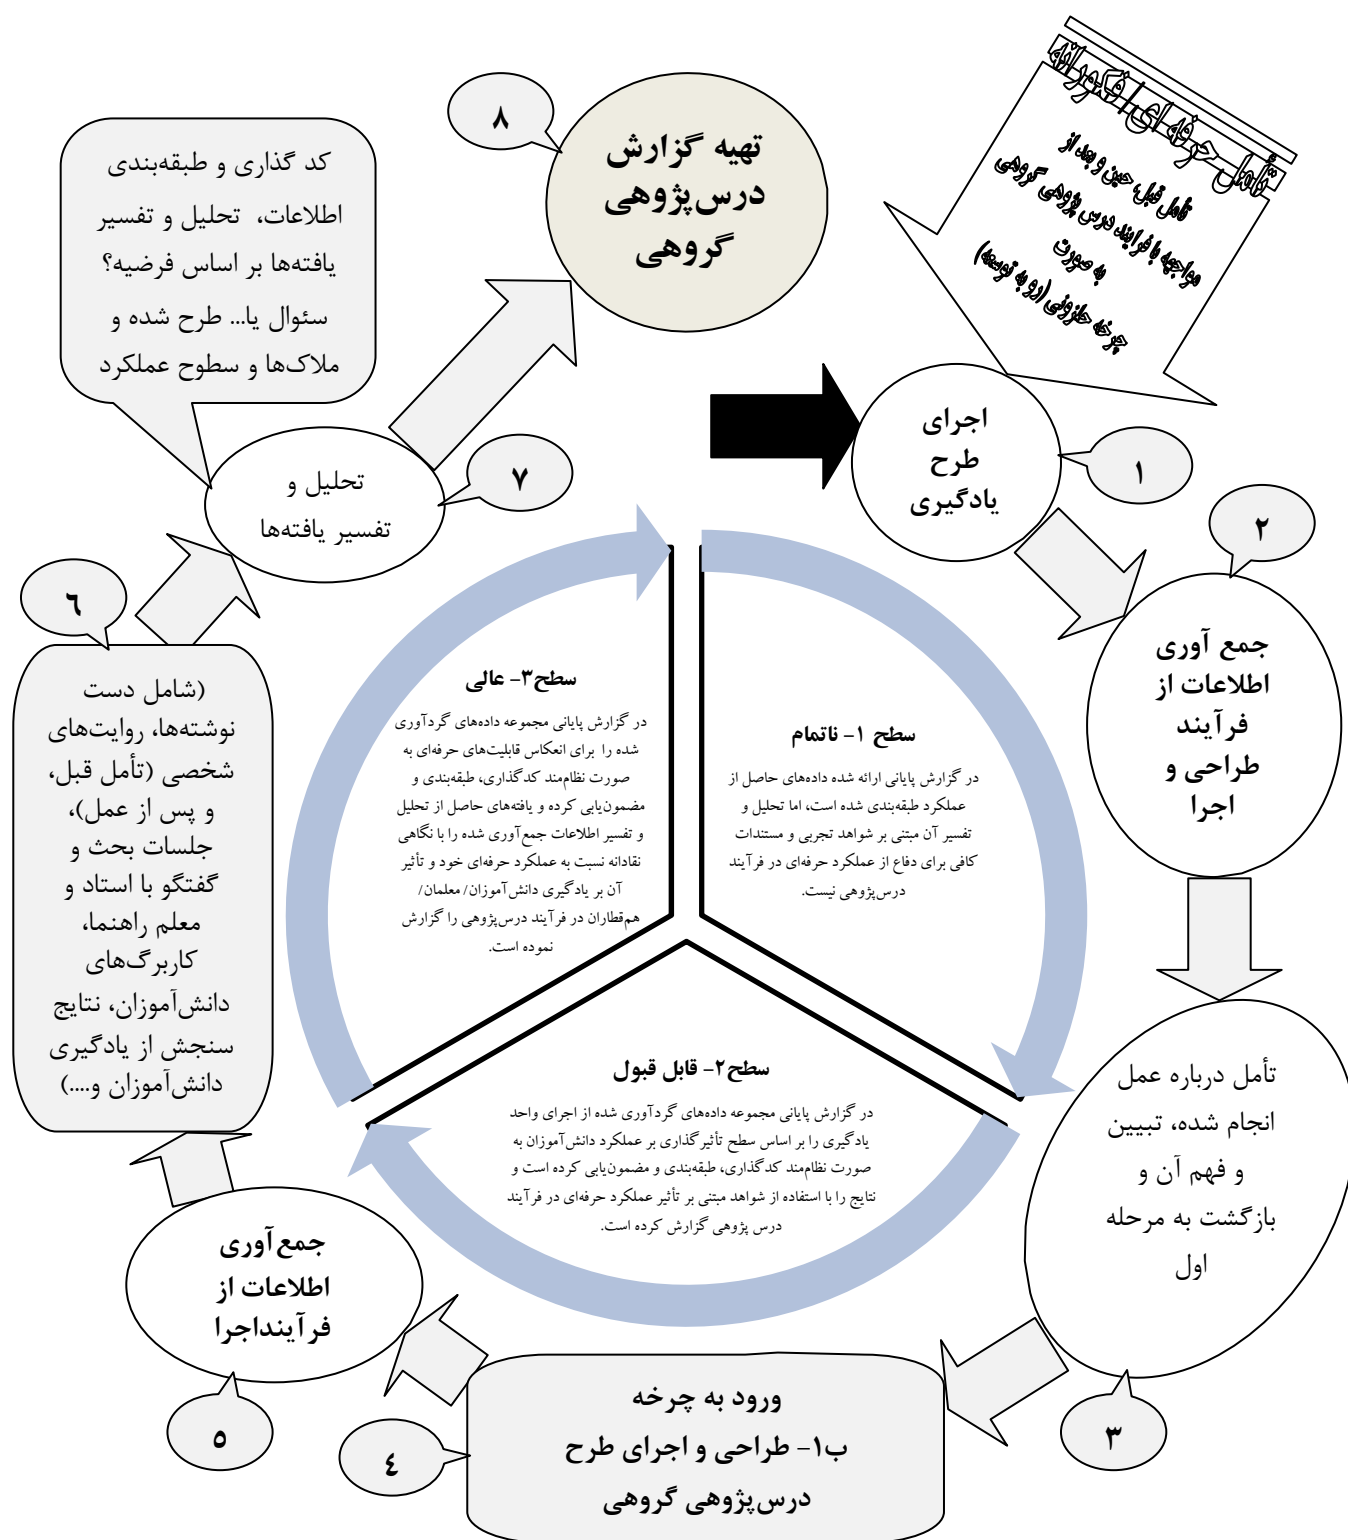 تأمل حرفه ای / فکورانه
تأمل قبل، حین و بعد از
مواجهه با فرایند درس پژوهی گروهی
به صورت
چرخه حلزونی (رو به توسعه)
۱
اجرای
طرح
یادگیری
۲
جمع آوری
اطلاعات از
فرآیند
طراحی و
اجرا
تأمل درباره عمل
انجام شده، تبیین
و فهم آن و
بازگشت به مرحله
اول
۳
ورود به چرخه
ب۱- طراحی و اجرای طرح
درس‌پژوهی گروهی
٤
جمع‌آوری
اطلاعات از
فرآینداجرا
٥
٦
(شامل دست
نوشته‌ها، روایت‌های
شخصی (تأمل قبل،
و پس از عمل)،
جلسات بحث و
گفتگو با استاد و
معلم راهنما،
کاربرگ‌های
دانش‌آموزان، نتایج
سنجش از یادگیری
دانش‌آموزان و....)
۷
تحلیل و
تفسیر یافته‌ها
کد گذاری و طبقه‌بندی
اطلاعات، تحلیل و تفسیر
یافته‌ها بر اساس فرضیه؟
سئوال یا... طرح شده و
ملاک‌ها و سطوح عملکرد
۸
تهیه گزارش
درس‌پژوهی
گروهی
سطح ۱- ناتمام
در گزارش پایانی ارائه شده داده‌های حاصل از
عملکرد طبقه‌بندی شده است، اما تحلیل و
تفسیر آن مبتنی بر شواهد تجربی و مستندات
کافی برای دفاع از عملکرد حرفه‌ای در فرآیند
درس‌پژوهی نیست.
سطح۲- قابل قبول
در گزارش پایانی مجموعه داده‌های گردآوری شده از اجرای واحد
یادگیری را بر اساس سطح تأثیرگذاری بر عملکرد دانش‌آموزان به
صورت نظام‌مند کدگذاری، طبقه‌بندی و مضمون‌یابی کرده است و
نتایج را با استفاده از شواهد مبتنی بر تأثیر عملکرد حرفه‌ای در فرآیند
درس پژوهی گزارش کرده است.
سطح۳- عالی
در گزارش پایانی مجموعه داده‌های گردآوری
شده را برای انعکاس قابلیت‌های حرفه‌ای به
صورت نظام‌مند کدگذاری، طبقه‌بندی و
مضمون‌یابی کرده و یافته‌های حاصل از تحلیل
و تفسیر اطلاعات جمع‌آوری شده را با نگاهی
نقادانه نسبت به عملکرد حرفه‌ای خود و تأثیر
آن بر یادگیری دانش‌آموزان/ معلمان/
هم‌قطاران در فرآیند درس‌پژوهی را گزارش
نموده است.